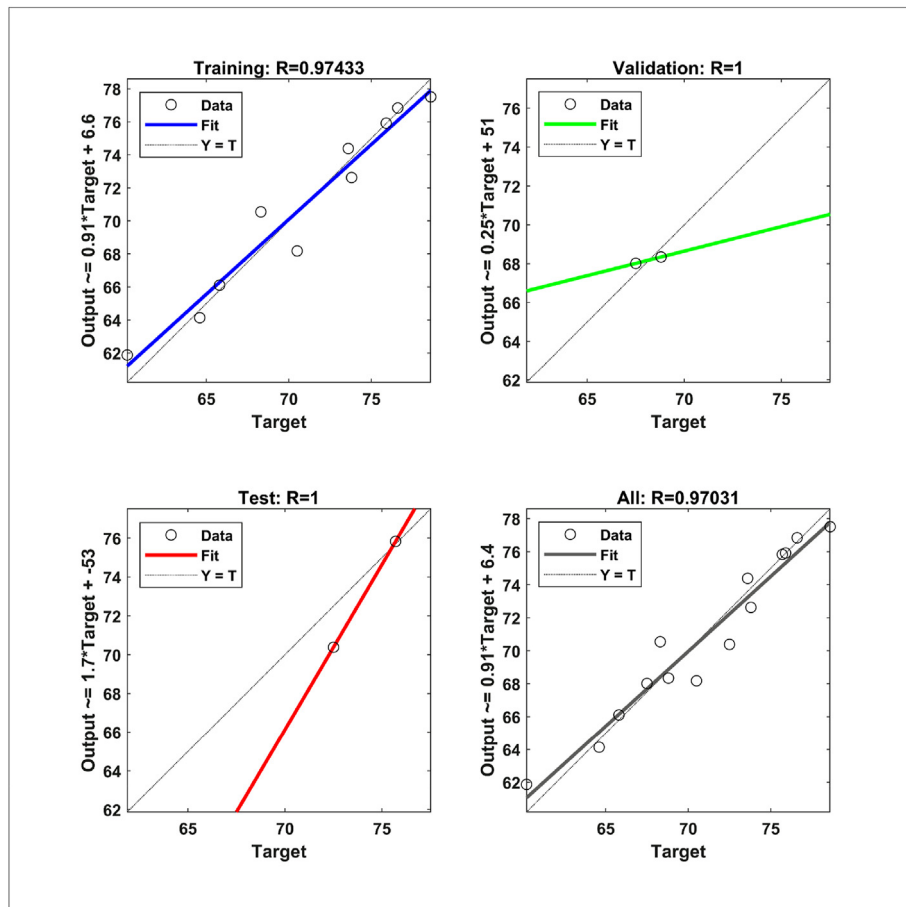 Training: R=0.97433
Output ~= 0.91*Target + 6.6
78
76
74
72
70
68
66
64
62
Data
Fit
Y = T
65
70
75
Target
Validation: R=1
Output ~= 0.25*Target + 51
76
74
72
70
68
66
64
62
Data
Fit
Y = T
65
70
75
Target
Test: R=1
Output ~= 1.7*Target + -53
76
74
72
70
68
66
64
62
Data
Fit
Y = T
65
70
75
Target
All: R=0.97031
Output ~= 0.91*Target + 6.4
78
76
74
72
70
68
66
64
62
Data
Fit
Y = T
65
70
75
Target